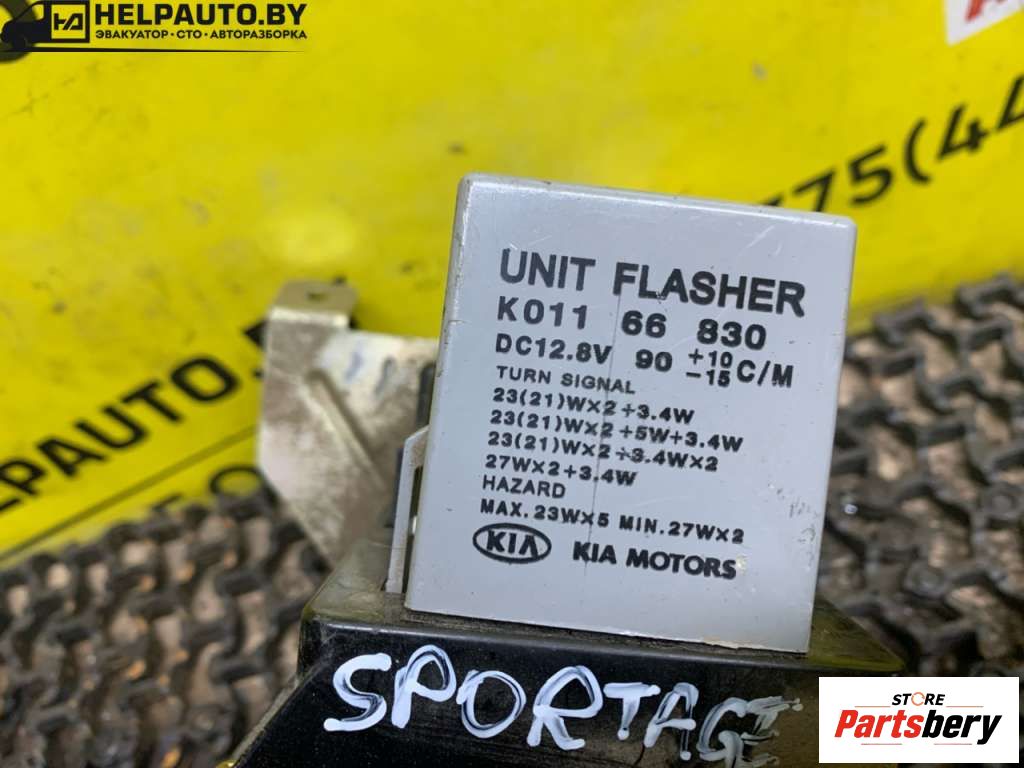 HELPAUTO.BY
ЭВАКУАТОР•СТО•АВТОРАЗБОРКА
775(44
UNIT FLASHER
K011 66 830
DC12.8V 90 +10 -15 C/M
TURN SIGNAL
23(21)W×2+3.4W
23(21)W×2+5W+3.4W
23(21)W×2+3.4W×2
27W×2+3.4W
HAZARD
MAX.23W×5 MIN.27W×2
KIA KIA MOTORS
SPORTAGE
STORE
Partsbery